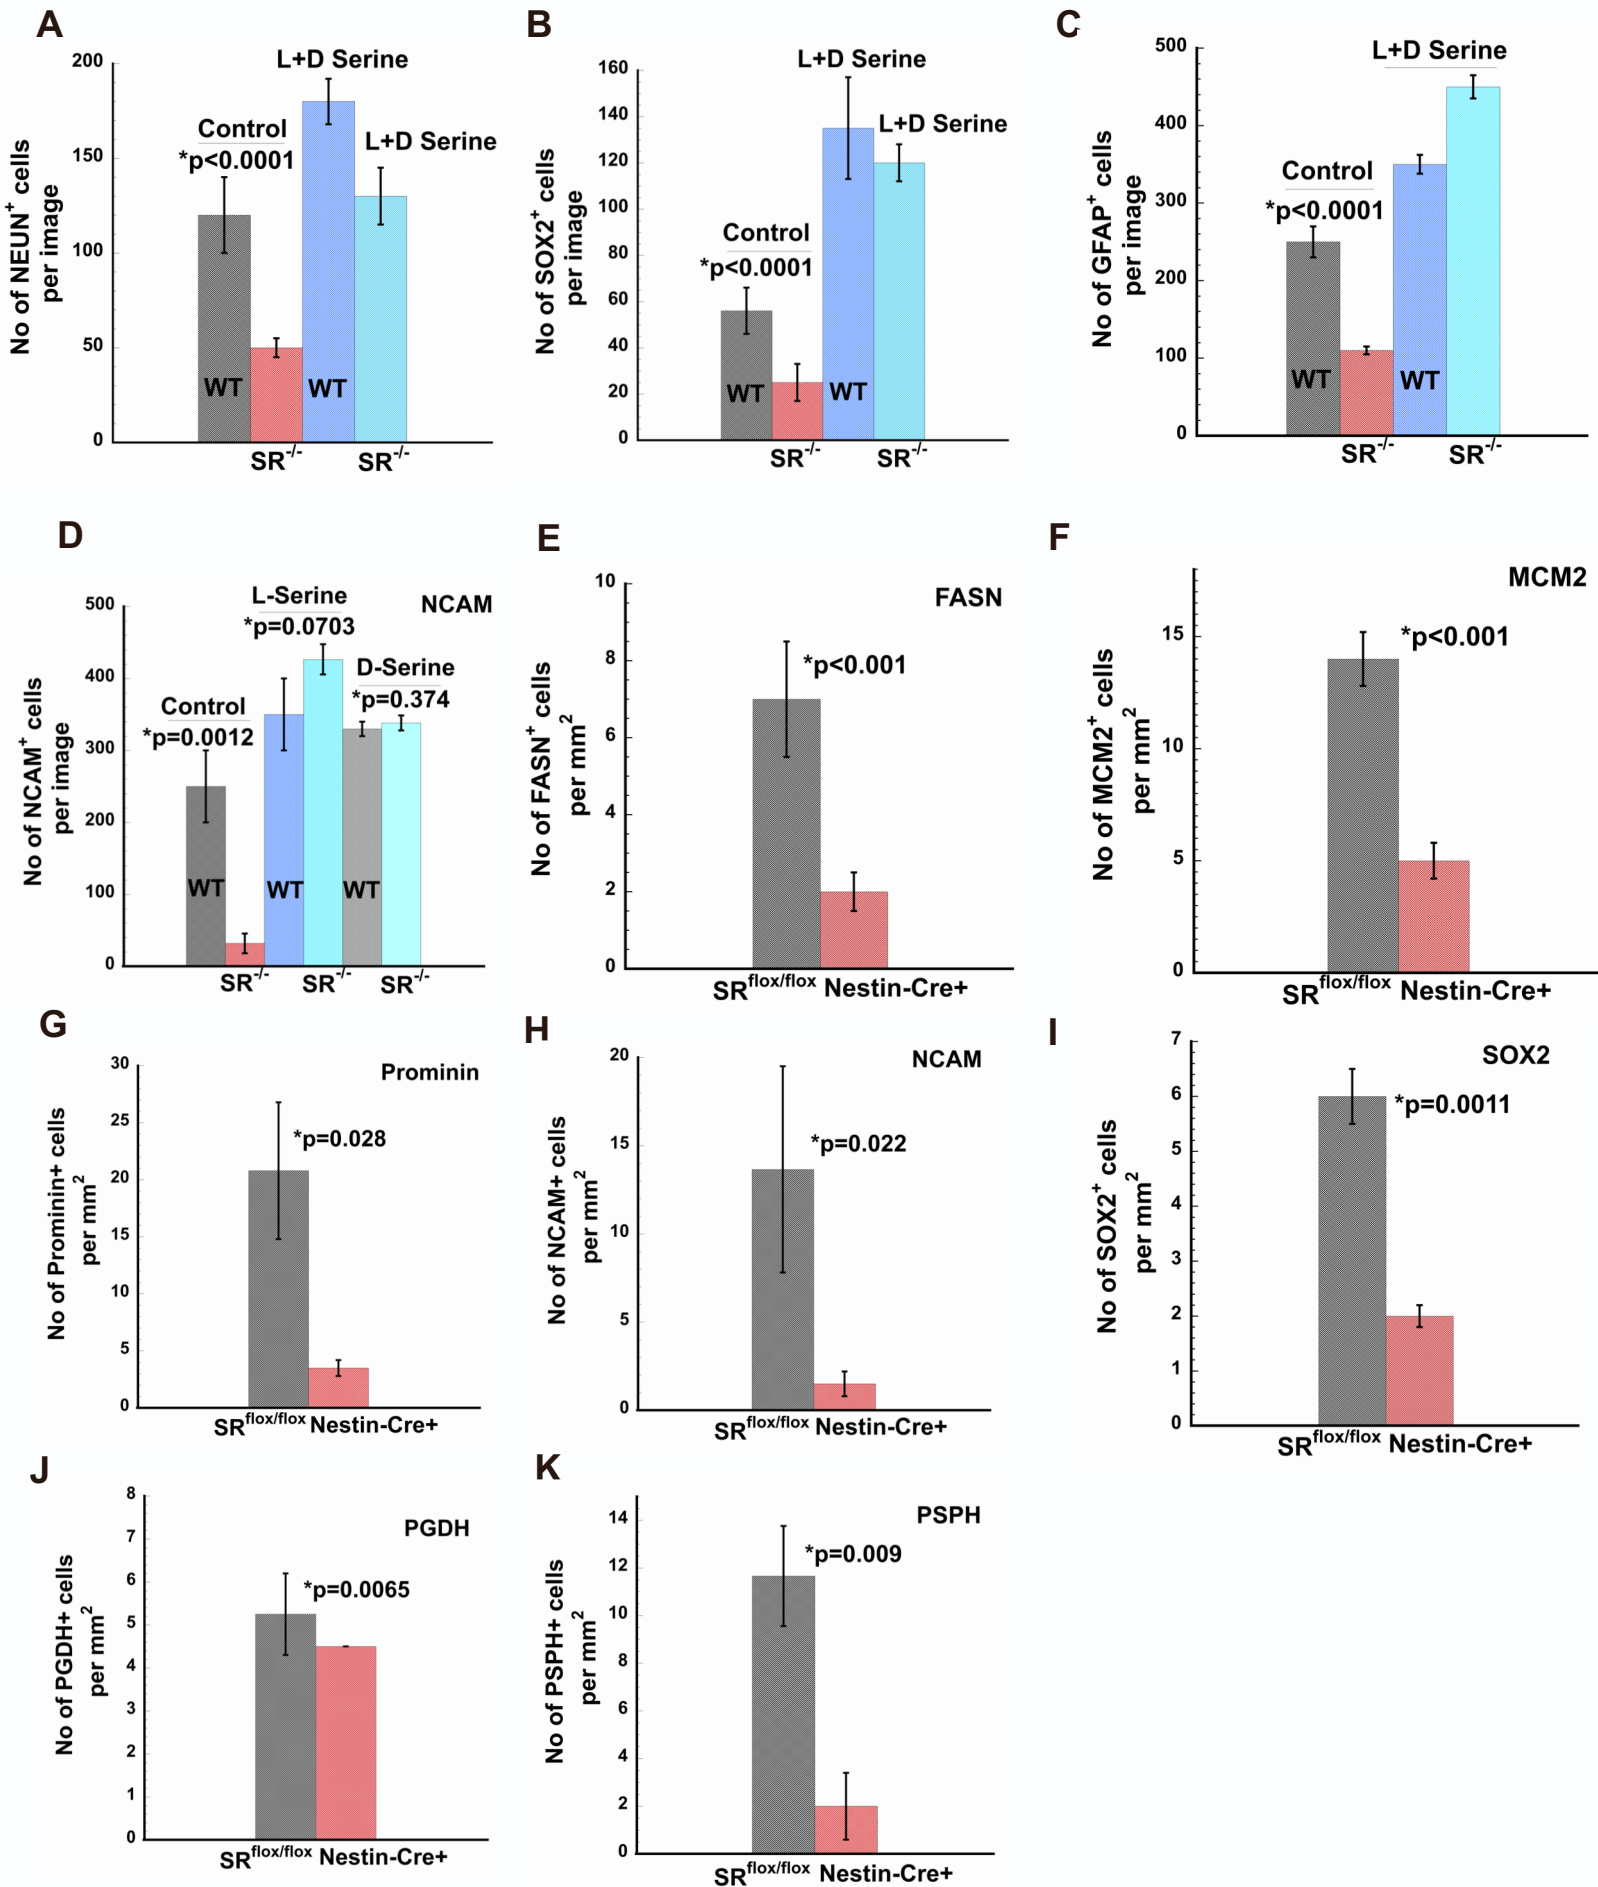 A
No of NEUN+ cells
per image
200
150
100
50
0
Control
*p<0.0001
L+D Serine
L+D Serine
WT
WT
SR-/-
SR-/-
B
No of SOX2+ cells
per image
160
140
120
100
80
60
40
20
0
Control
*p<0.0001
L+D Serine
L+D Serine
WT
WT
SR-/-
SR-/-
C
No of GFAP+ cells
per image
500
400
300
200
100
0
Control
*p<0.0001
L+D Serine
WT
WT
SR-/-
SR-/-
D
No of NCAM+ cells
per image
500
400
300
200
100
0
NCAM
Control
*p=0.0012
L-Serine
*p=0.0703
D-Serine
*p=0.374
WT
WT
WT
SR-/-
SR-/-
SR-/-
E
No of FASN+ cells
per mm2
10
8
6
4
2
0
FASN
*p<0.001
SRflox/flox Nestin-Cre+
F
No of MCM2+ cells
per mm2
15
10
5
0
MCM2
*p<0.001
SRflox/flox Nestin-Cre+
G
No of Prominin+ cells
per mm2
30
25
20
15
10
5
0
Prominin
*p=0.028
SRflox/flox Nestin-Cre+
H
No of NCAM+ cells
per mm2
20
15
10
5
0
NCAM
*p=0.022
SRflox/flox Nestin-Cre+
I
No of SOX2+ cells
per mm2
7
6
5
4
3
2
1
0
SOX2
*p=0.0011
SRflox/flox Nestin-Cre+
J
No of PGDH+ cells
per mm2
8
7
6
5
4
3
2
1
0
PGDH
*p=0.0065
SRflox/flox Nestin-Cre+
K
No of PSPH+ cells
per mm2
14
12
10
8
6
4
2
0
PSPH
*p=0.009
SRflox/flox Nestin-Cre+